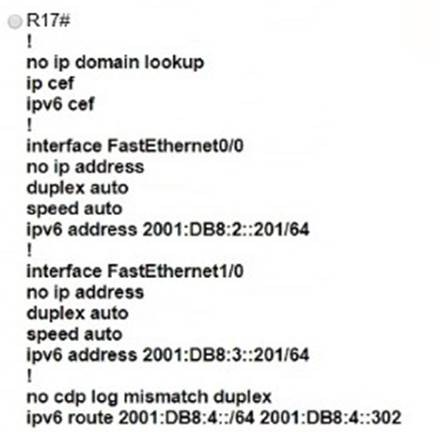 R17#
!
no ip domain lookup
ip cef
ipv6 cef
!
interface FastEthernet0/0
no ip address
duplex auto
speed auto
ipv6 address 2001:DB8:2::201/64
!
interface FastEthernet1/0
no ip address
duplex auto
speed auto
ipv6 address 2001:DB8:3::201/64
!
no cdp log mismatch duplex
ipv6 route 2001:DB8:4::/64 2001:DB8:4::302